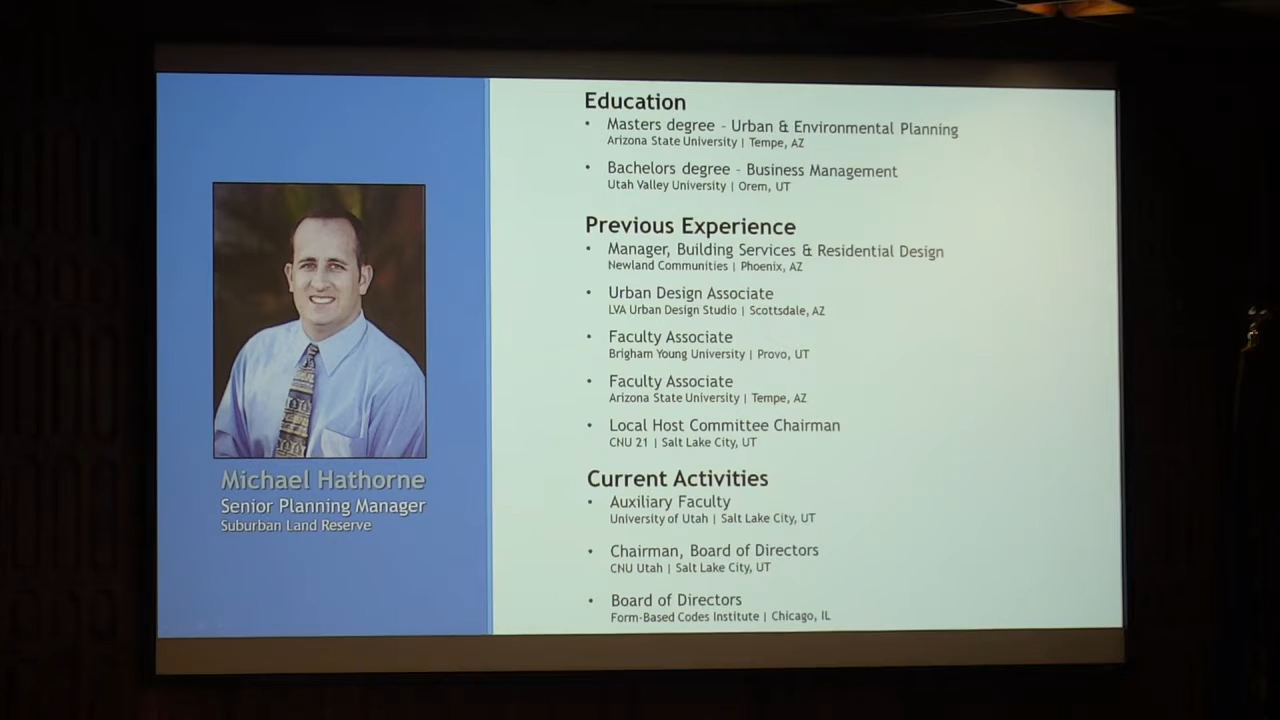 Michael Hathorne
Senior Planning Manager
Suburban Land Reserve
Education
• Masters degree - Urban & Environmental Planning
Arizona State University | Tempe, AZ
• Bachelors degree - Business Management
Utah Valley University | Orem, UT
Previous Experience
• Manager, Building Services & Residential Design
Newland Communities | Phoenix, AZ
• Urban Design Associate
LVA Urban Design Studio | Scottsdale, AZ
• Faculty Associate
Brigham Young University | Provo, UT
• Faculty Associate
Arizona State University | Tempe, AZ
• Local Host Committee Chairman
CNU 21 | Salt Lake City, UT
Current Activities
• Auxiliary Faculty
University of Utah | Salt Lake City, UT
• Chairman, Board of Directors
CNU Utah | Salt Lake City, UT
• Board of Directors
Form-Based Codes Institute | Chicago, IL